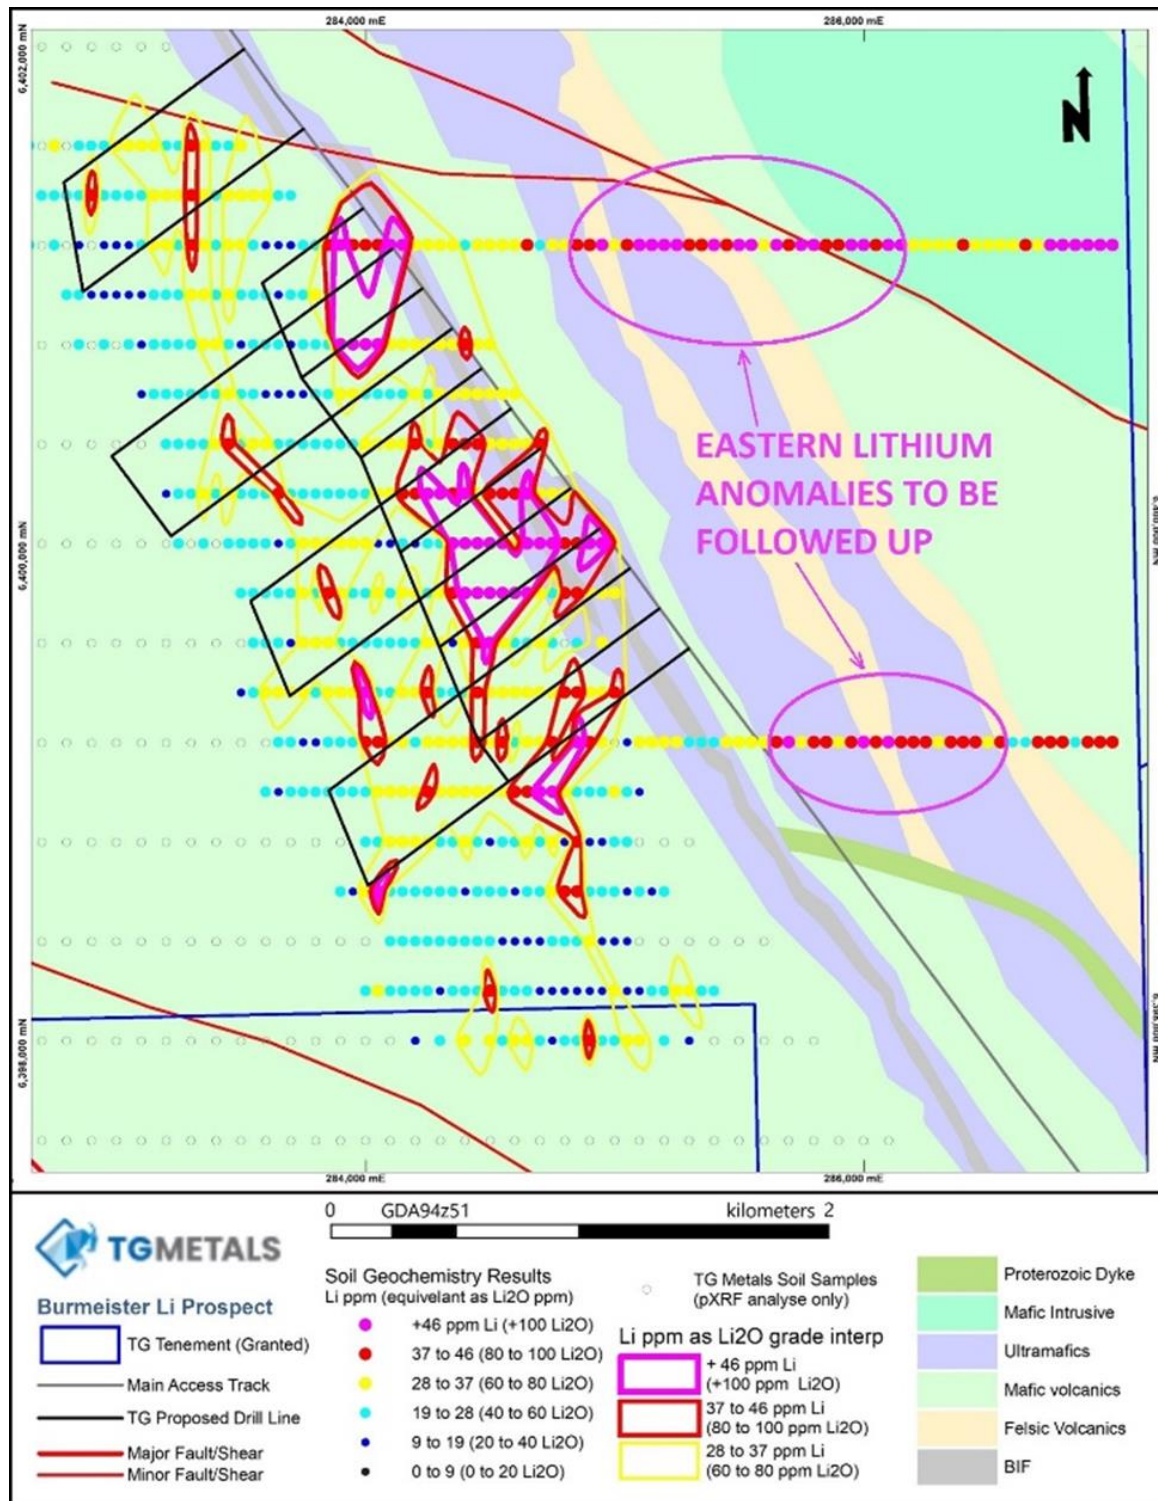 284,000 mE
286,000 mE
6,402,000 mN
N
EASTERN LITHIUM
ANOMALIES TO BE
FOLLOWED UP
6,400,000 mN
6,400,000 mN
6,398,000 mN
6,398,000 mN
284,000 mE
286,000 mE
TGMETALS
Burmeister Li Prospect
TG Tenement (Granted)
Main Access Track
TG Proposed Drill Line
Major Fault/Shear
Minor Fault/Shear
0 GDA94z51 kilometers 2
Soil Geochemistry Results
Li ppm (equivelant as Li2O ppm)
+46 ppm Li (+100 Li2O)
37 to 46 (80 to 100 Li2O)
28 to 37 (60 to 80 Li2O)
19 to 28 (40 to 60 Li2O)
9 to 19 (20 to 40 Li2O)
0 to 9 (0 to 20 Li2O)
TG Metals Soil Samples
(pXRF analyse only)
Li ppm as Li2O grade interp
+ 46 ppm Li
(+100 ppm Li2O)
37 to 46 ppm Li
(80 to 100 ppm Li2O)
28 to 37 ppm Li
(60 to 80 ppm Li2O)
Proterozoic Dyke
Mafic Intrusive
Ultramafics
Mafic volcanics
Felsic Volcanics
BIF